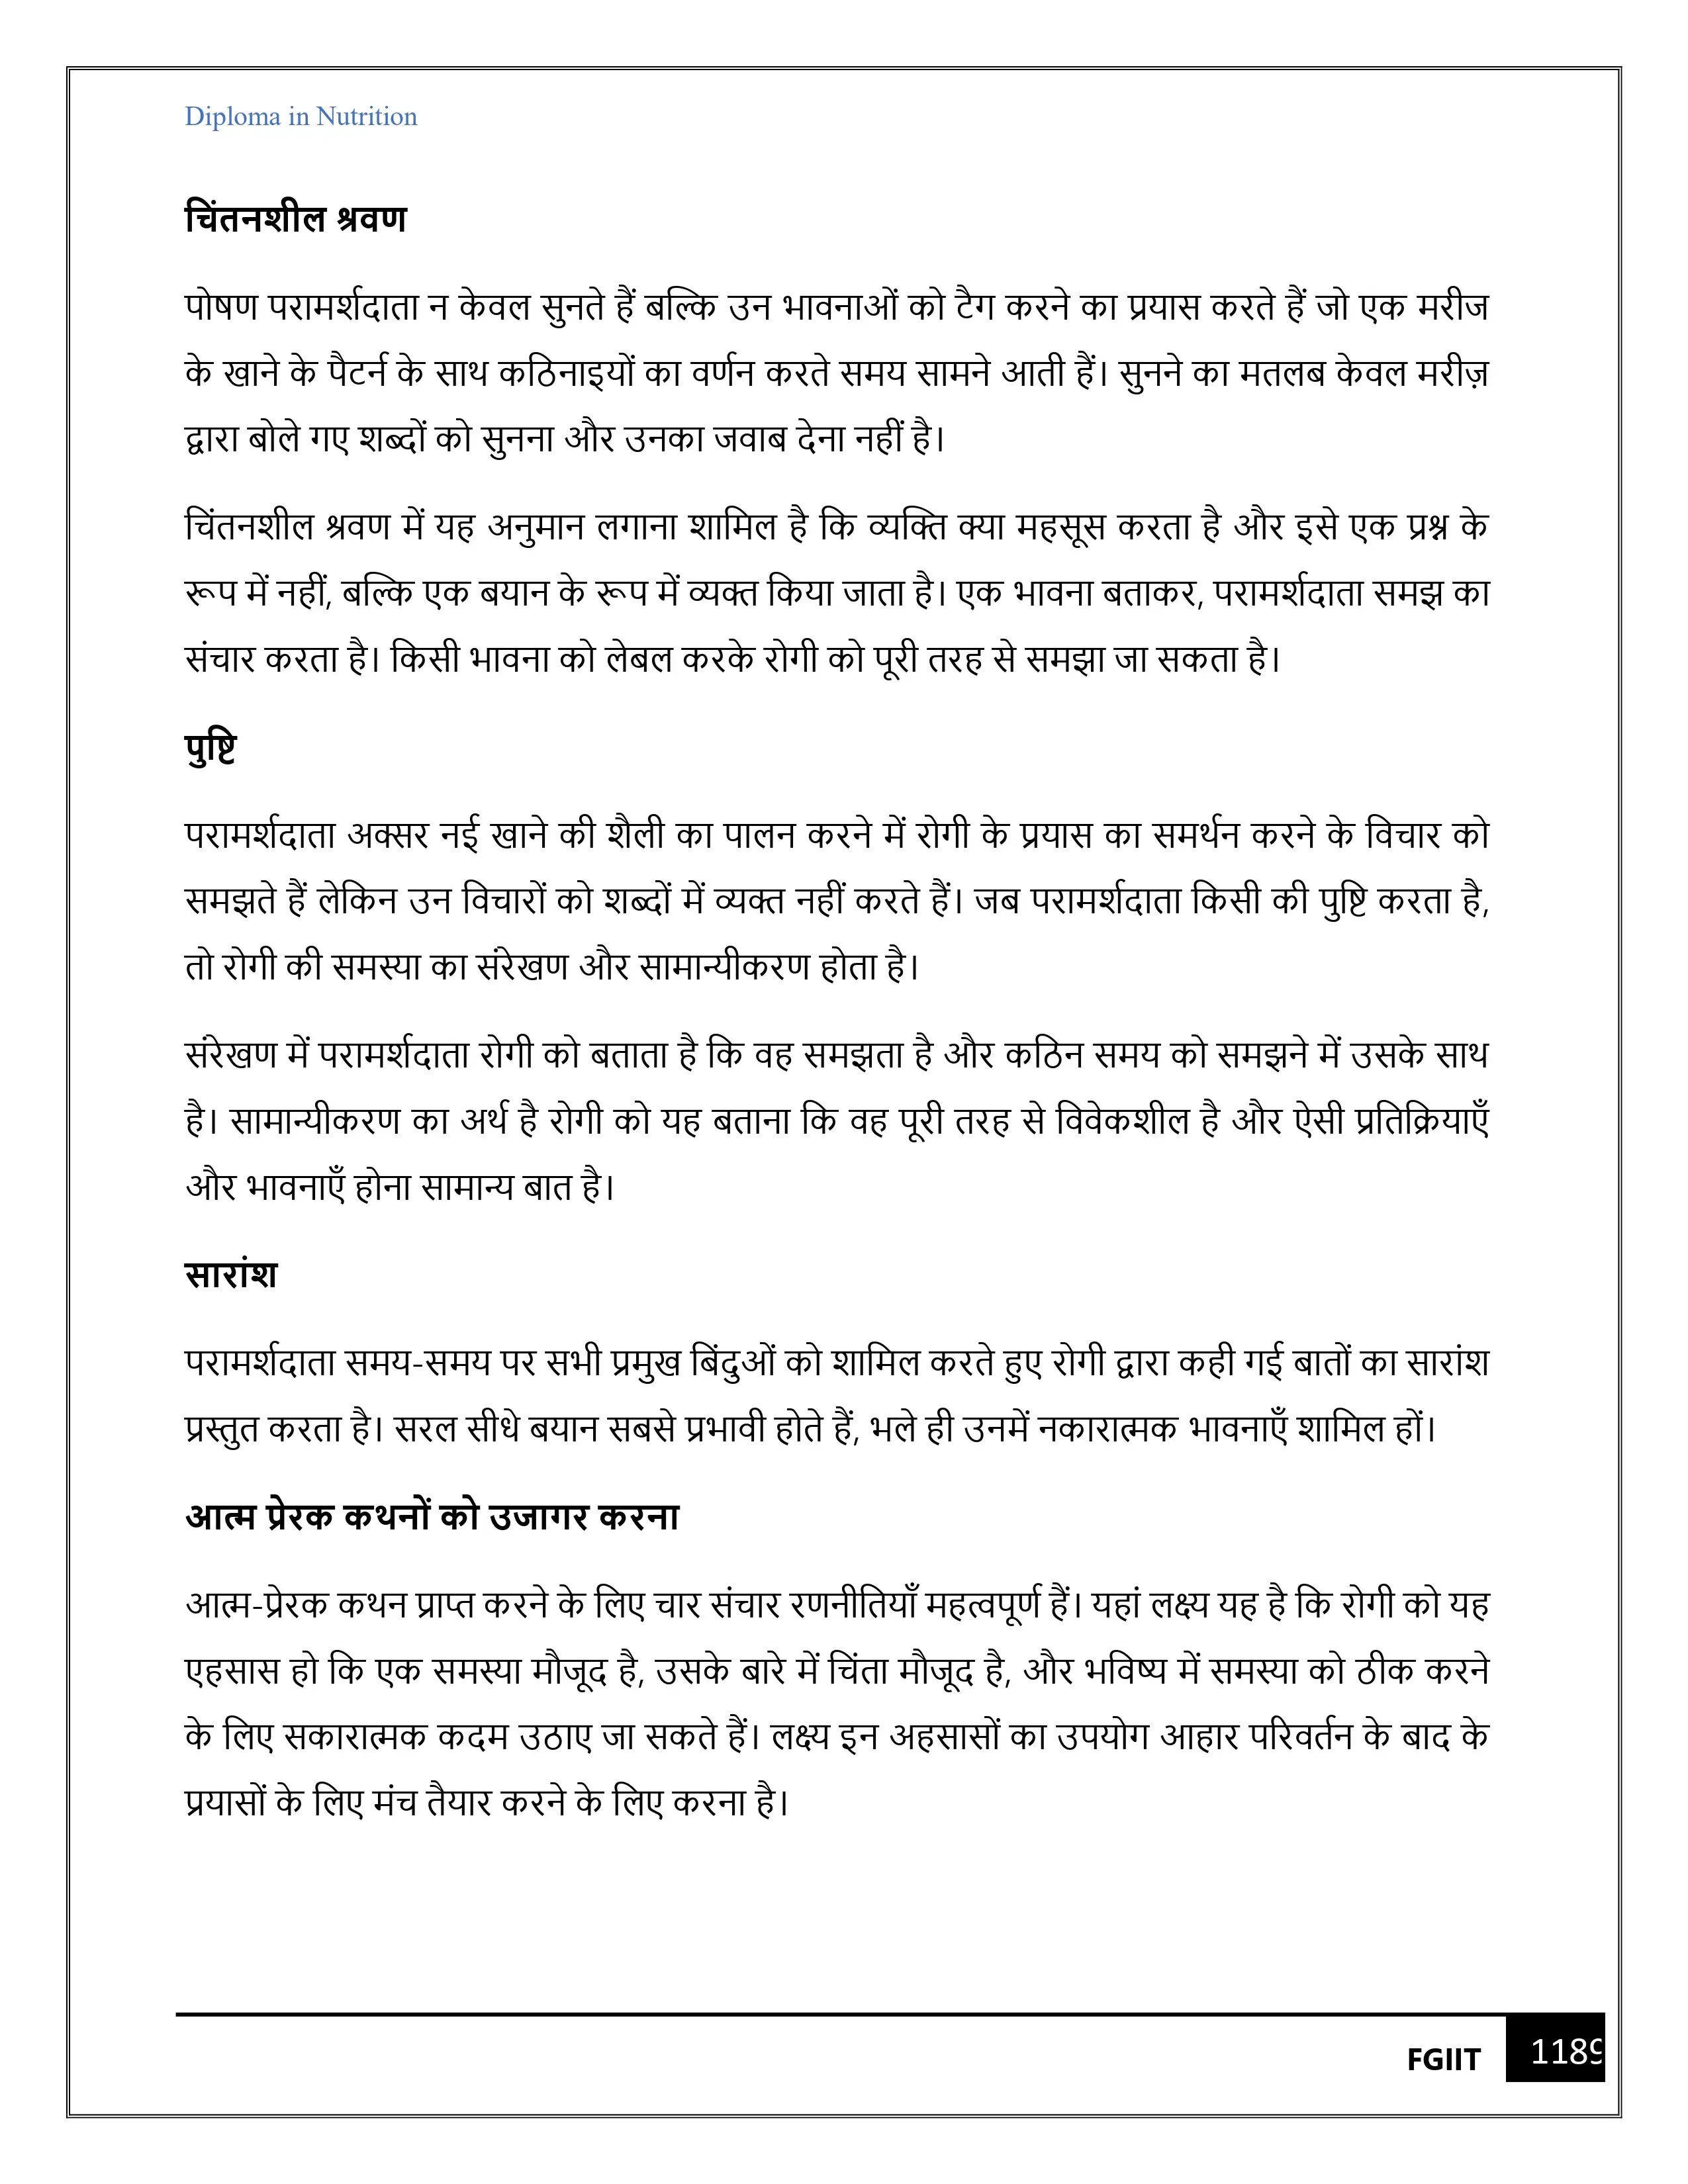 Diploma in Nutrition
चिंतनशील श्रवण
पोषण परामर्शदाता न केवल सुनते हैं बल्कि उन भावनाओं को टैग करने का प्रयास करते हैं जो एक मरीज
के खाने के पैटर्न के साथ कठिनाइयों का वर्णन करते समय सामने आती हैं। सुनने का मतलब केवल मरीज़
द्वारा बोले गए शब्दों को सुनना और उनका जवाब देना नहीं है।
चिंतनशील श्रवण में यह अनुमान लगाना शामिल है कि व्यक्ति क्या महसूस करता है और इसे एक प्रश्न के
रूप में नहीं, बल्कि एक बयान के रूप में व्यक्त किया जाता है। एक भावना बताकर, परामर्शदाता समझ का
संचार करता है। किसी भावना को लेबल करके रोगी को पूरी तरह से समझा जा सकता है।
पुष्टि
परामर्शदाता अक्सर नई खाने की शैली का पालन करने में रोगी के प्रयास का समर्थन करने के विचार को
समझते हैं लेकिन उन विचारों को शब्दों में व्यक्त नहीं करते हैं। जब परामर्शदाता किसी की पुष्टि करता है,
तो रोगी की समस्या का संरेखण और सामान्यीकरण होता है।
संरेखण में परामर्शदाता रोगी को बताता है कि वह समझता है और कठिन समय को समझने में उसके साथ
है। सामान्यीकरण का अर्थ है रोगी को यह बताना कि वह पूरी तरह से विवेकशील है और ऐसी प्रतिक्रियाएँ
और भावनाएँ होना सामान्य बात है।
सारांश
परामर्शदाता समय-समय पर सभी प्रमुख बिंदुओं को शामिल करते हुए रोगी द्वारा कही गई बातों का सारांश
प्रस्तुत करता है। सरल सीधे बयान सबसे प्रभावी होते हैं, भले ही उनमें नकारात्मक भावनाएँ शामिल हों।
आत्म प्रेरक कथनों को उजागर करना
आत्म-प्रेरक कथन प्राप्त करने के लिए चार संचार रणनीतियाँ महत्वपूर्ण हैं। यहां लक्ष्य यह है कि रोगी को यह
एहसास हो कि एक समस्या मौजूद है, उसके बारे में चिंता मौजूद है, और भविष्य में समस्या को ठीक करने
के लिए सकारात्मक कदम उठाए जा सकते हैं। लक्ष्य इन अहसासों का उपयोग आहार परिवर्तन के बाद के
प्रयासों के लिए मंच तैयार करने के लिए करना है।
FGIIT 1189